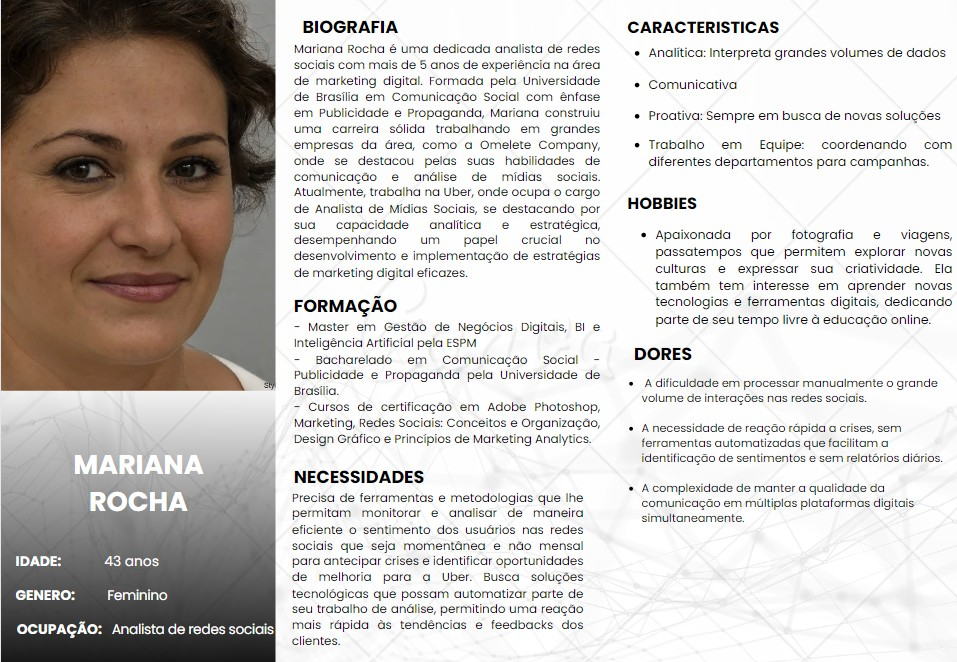 MARIANA
ROCHA
IDADE: 43 anos
GENERO: Feminino
OCUPAÇÃO: Analista de redes sociais
BIOGRAFIA
Mariana Rocha é uma dedicada analista de redes
sociais com mais de 5 anos de experiência na área
de marketing digital. Formada pela Universidade
de Brasília em Comunicação Social com ênfase
em Publicidade e Propaganda, Mariana construiu
uma carreira sólida trabalhando em grandes
empresas da área, como a Omelete Company,
onde se destacou pelas suas habilidades de
comunicação e análise de mídias sociais.
Atualmente, trabalha na Uber, onde ocupa o cargo
de Analista de Mídias Sociais, se destacando por
sua capacidade analítica e estratégica,
desempenhando um papel crucial no
desenvolvimento e implementação de estratégias
de marketing digital eficazes.
FORMAÇÃO
- Master em Gestão de Negócios Digitais, BI e
Inteligência Artificial pela ESPM
- Bacharelado em Comunicação Social -
Publicidade e Propaganda pela Universidade de
Brasília.
- Cursos de certificação em Adobe Photoshop,
Marketing, Redes Sociais: Conceitos e Organização,
Design Gráfico e Princípios de Marketing Analytics.
NECESSIDADES
Precisa de ferramentas e metodologias que lhe
permitam monitorar e analisar de maneira
eficiente o sentimento dos usuários nas redes
sociais que seja momentânea e não mensal
para antecipar crises e identificar oportunidades
de melhoria para a Uber. Busca soluções
tecnológicas que possam automatizar parte de
seu trabalho de análise, permitindo uma reação
mais rápida às tendências e feedbacks dos
clientes.
CARACTERISTICAS
• Analítica: Interpreta grandes volumes de dados
• Comunicativa
• Proativa: Sempre em busca de novas soluções
• Trabalho em Equipe: coordenando com
diferentes departamentos para campanhas.
HOBBIES
• Apaixonada por fotografia e viagens,
passatempos que permitem explorar novas
culturas e expressar sua criatividade. Ela
também tem interesse em aprender novas
tecnologias e ferramentas digitais, dedicando
parte de seu tempo livre à educação online.
DORES
• A dificuldade em processar manualmente o grande
volume de interações nas redes sociais.
• A necessidade de reação rápida a crises, sem
ferramentas automatizadas que facilitam a
identificação de sentimentos e sem relatórios diários.
• A complexidade de manter a qualidade da
comunicação em múltiplas plataformas digitais
simultaneamente.